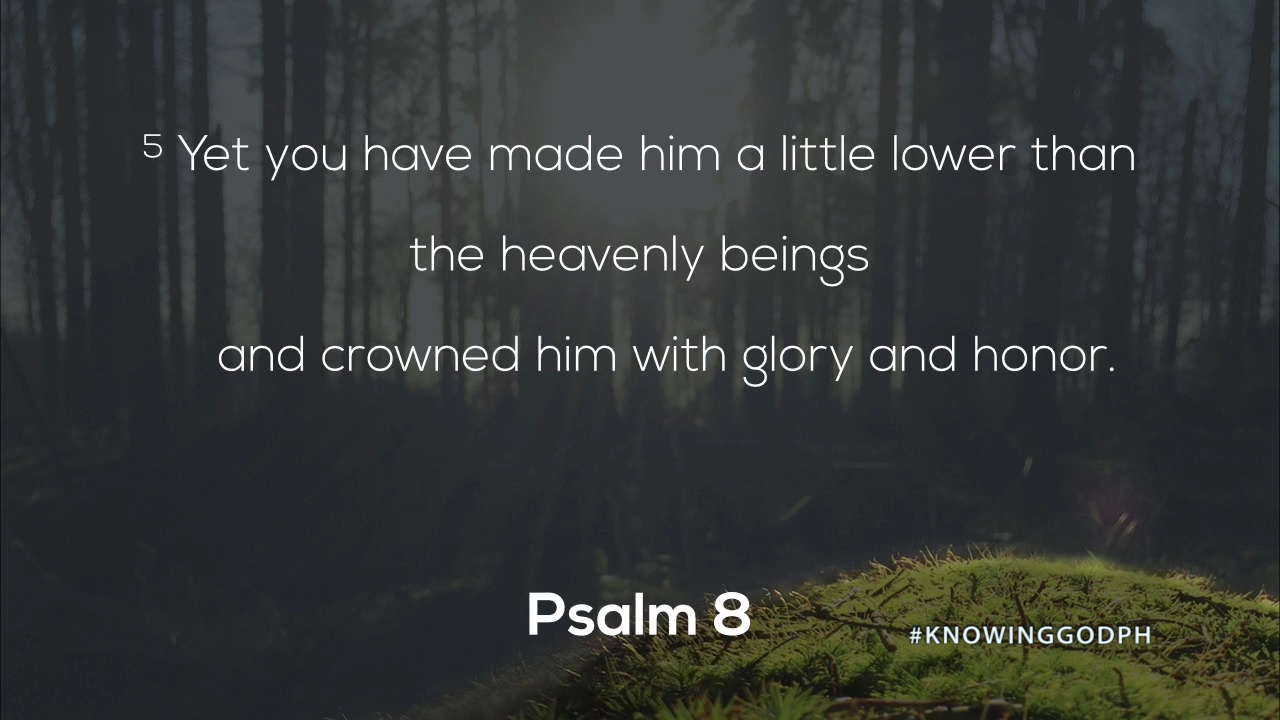 5 Yet you have made him a little lower than
the heavenly beings
and crowned him with glory and honor.
Psalm 8
#KNOWINGGODPH